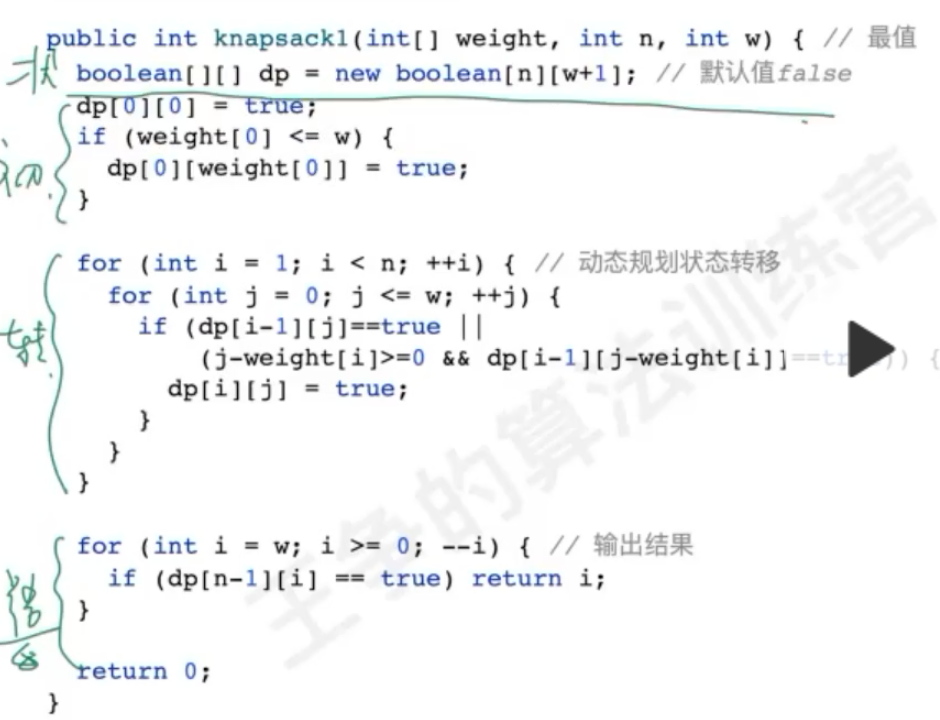 public int knapsack1(int[] weight, int n, int w) { // 最值
状 boolean[][] dp = new boolean[n][w+1]; // 默认值false
dp[0][0] = true;
if (weight[0] <= w) {
初 dp[0][weight[0]] = true;
}
for (int i = 1; i < n; ++i) { // 动态规划状态转移
for (int j = 0; j <= w; ++j) {
if (dp[i-1][j]==true ||
(j-weight[i]>=0 && dp[i-1][j-weight[i]]==tr )) {
dp[i][j] = true;
}
}
}
for (int i = w; i >= 0; --i) { // 输出结果
if (dp[n-1][i] == true) return i;
}
return 0;
}
王争的算法训练营